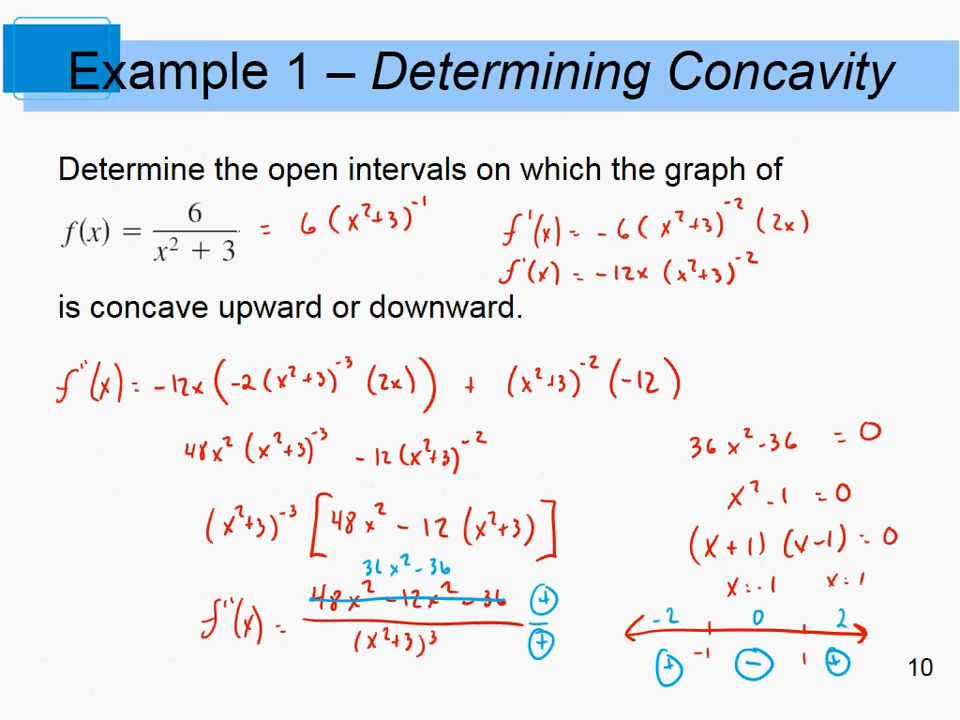 Example 1 – Determining Concavity
Determine the open intervals on which the graph of
f(x) = 6/(x² + 3) = 6(x²+3)⁻¹
f'(x) = -6(x²+3)⁻²(2x)
f'(x) = -12x(x²+3)⁻²
is concave upward or downward.
f''(x) = -12x(-2(x²+3)⁻³(2x)) + (x²+3)⁻²(-12)
48x²(x²+3)⁻³ -12(x²+3)⁻²
(x²+3)⁻³[48x² - 12(x²+3)]
36x² - 36
f''(x) = 48x² - 12x² - 36 / (x²+3)³ + / +
36x² - 36 = 0
x² - 1 = 0
(x + 1)(x - 1) = 0
x = -1 x = 1
-2 0 2
-1 1
+ - +
10